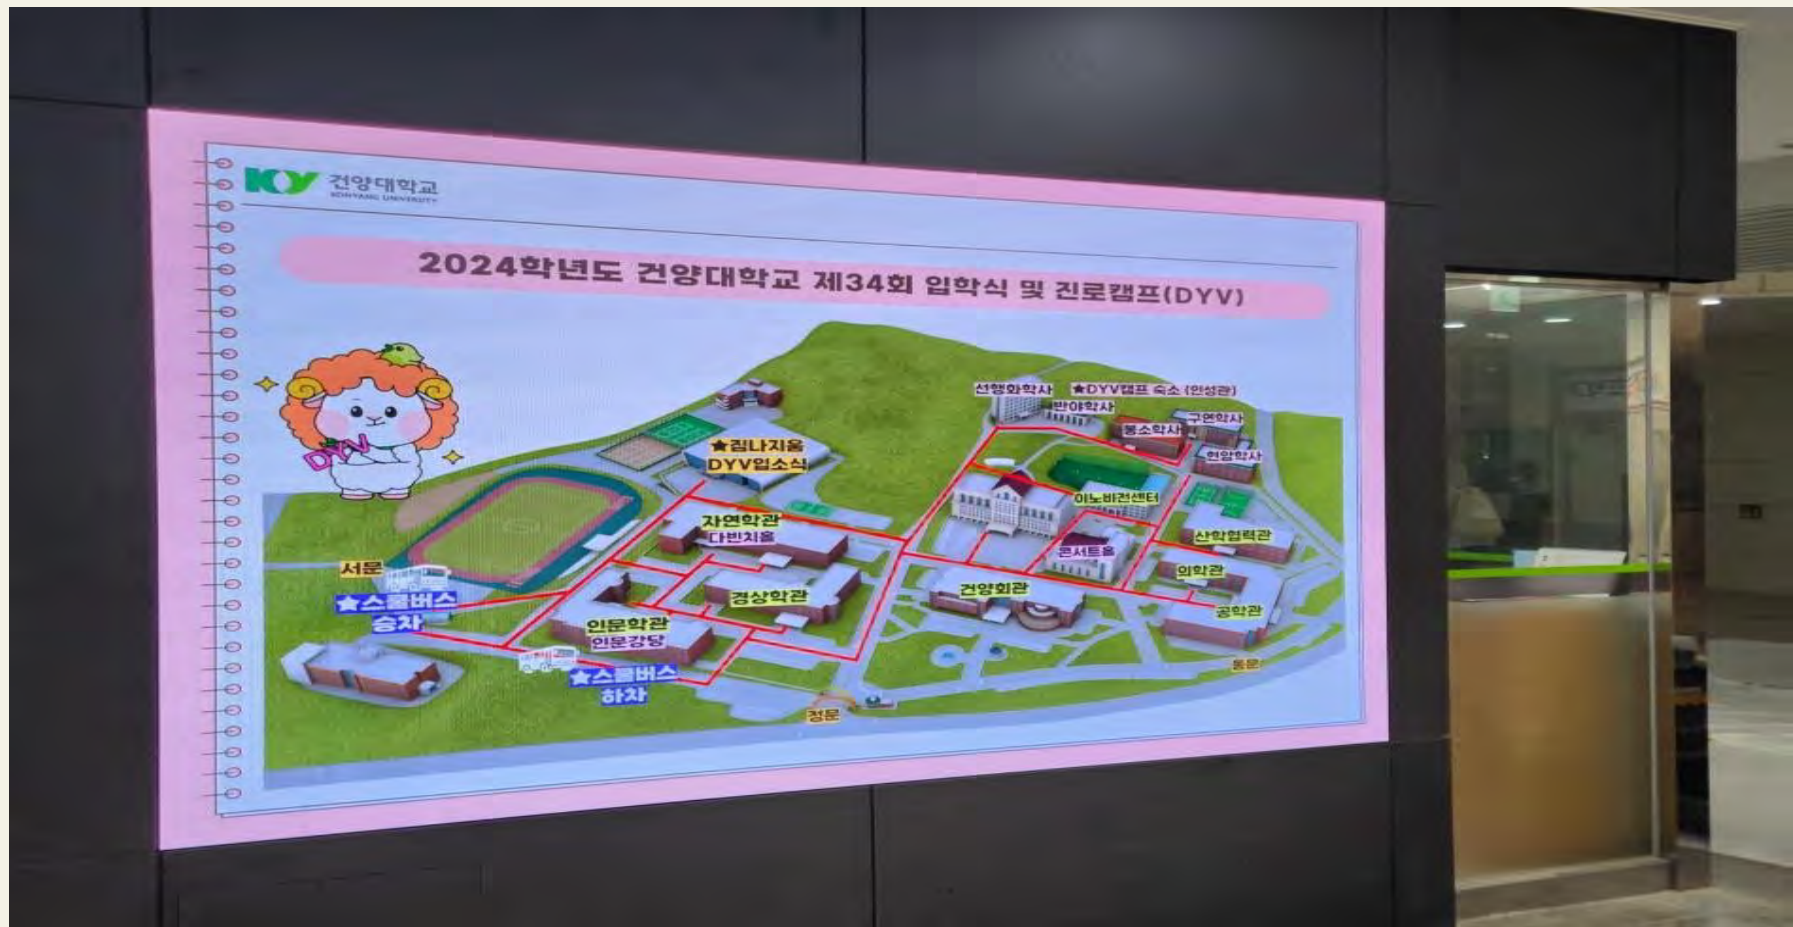 KY 건양대학교
KONYANG UNIVERSITY
2024학년도 건양대학교 제34회 입학식 및 진로캠프(DYV)
DYV
선행화학사
★DYV캠프 숙소 (인성관)
반야학사
구연학사
봉소학사
현암학사
★짐나지움
DYV입소식
이노비전센터
자연학관
다빈치홀
산학협력관
콘서트홀
의학관
서문
건양회관
경상학관
★스쿨버스
승차
공학관
인문학관
인문강당
동문
★스쿨버스
하차
정문